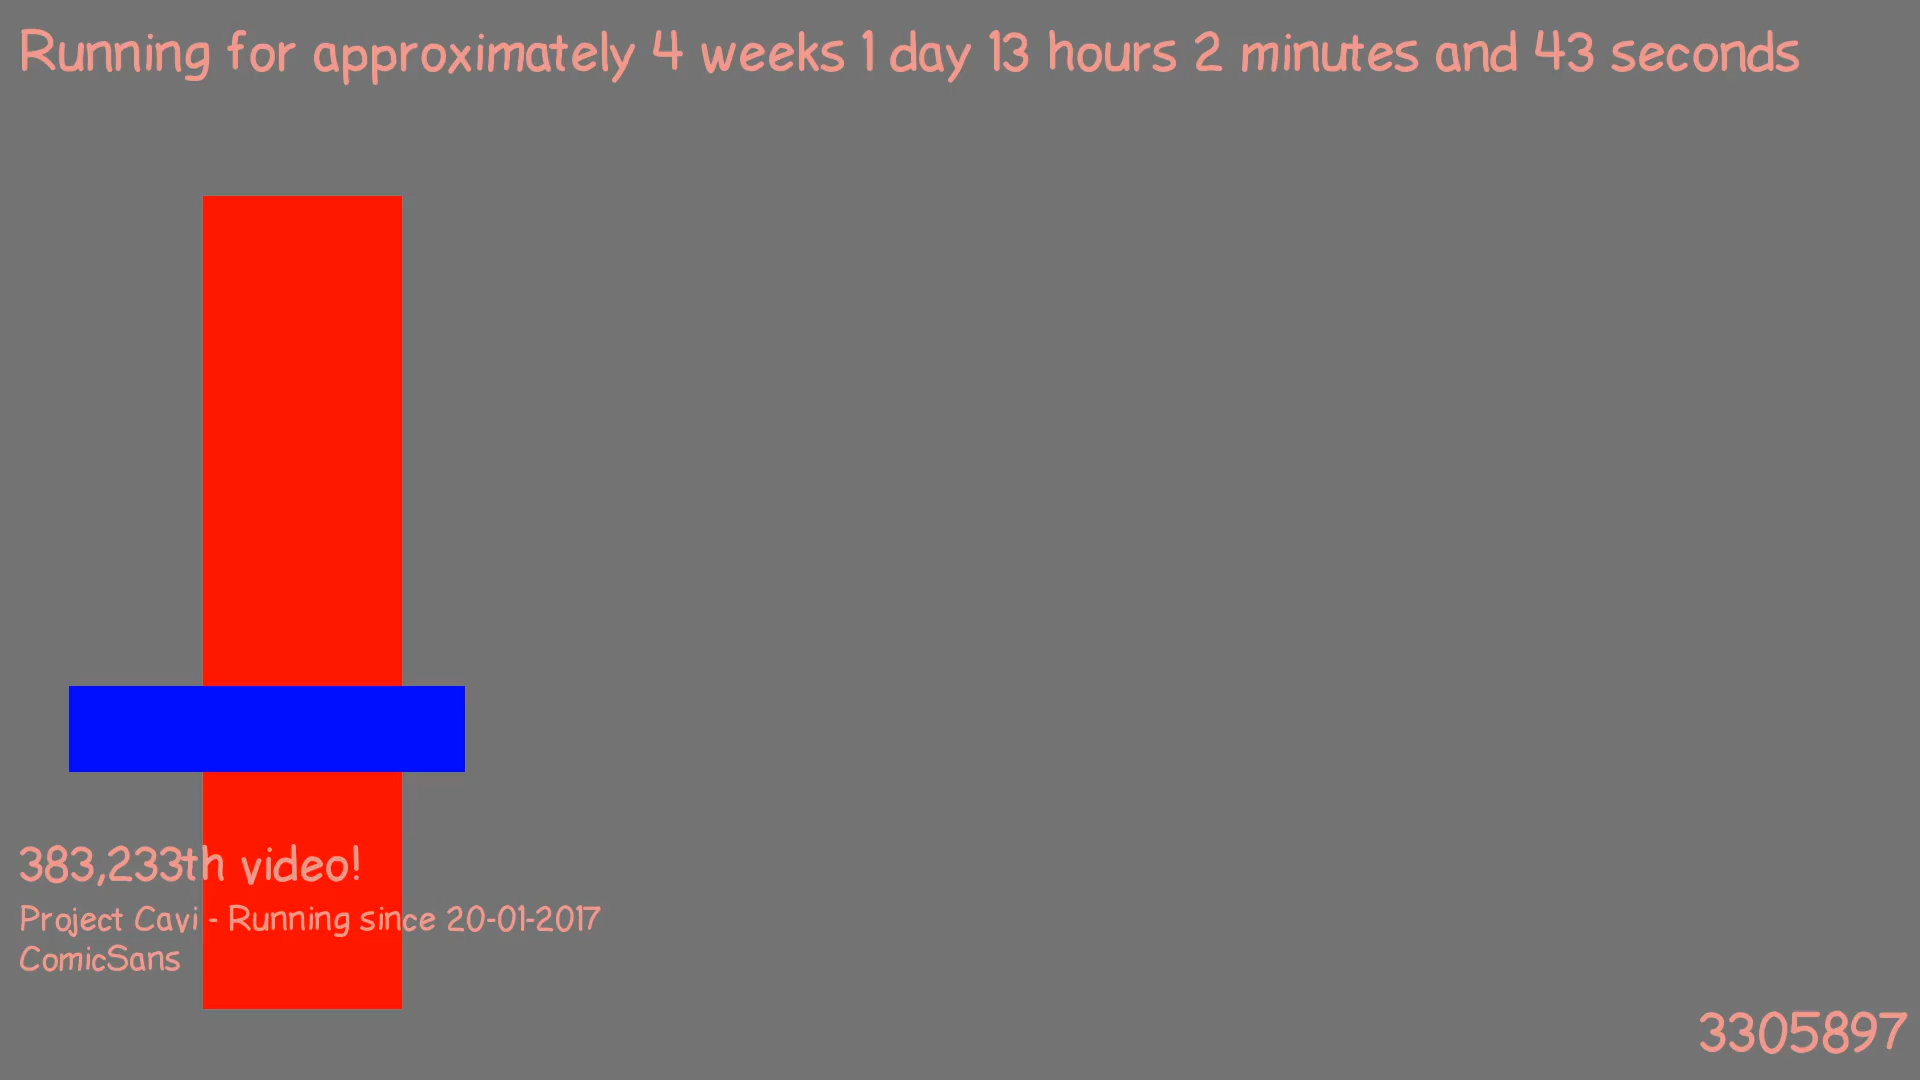 Running for approximately 4 weeks 1 day 13 hours 2 minutes and 43 seconds
383,233th video!
Project Cavi - Running since 20-01-2017
ComicSans
3305897